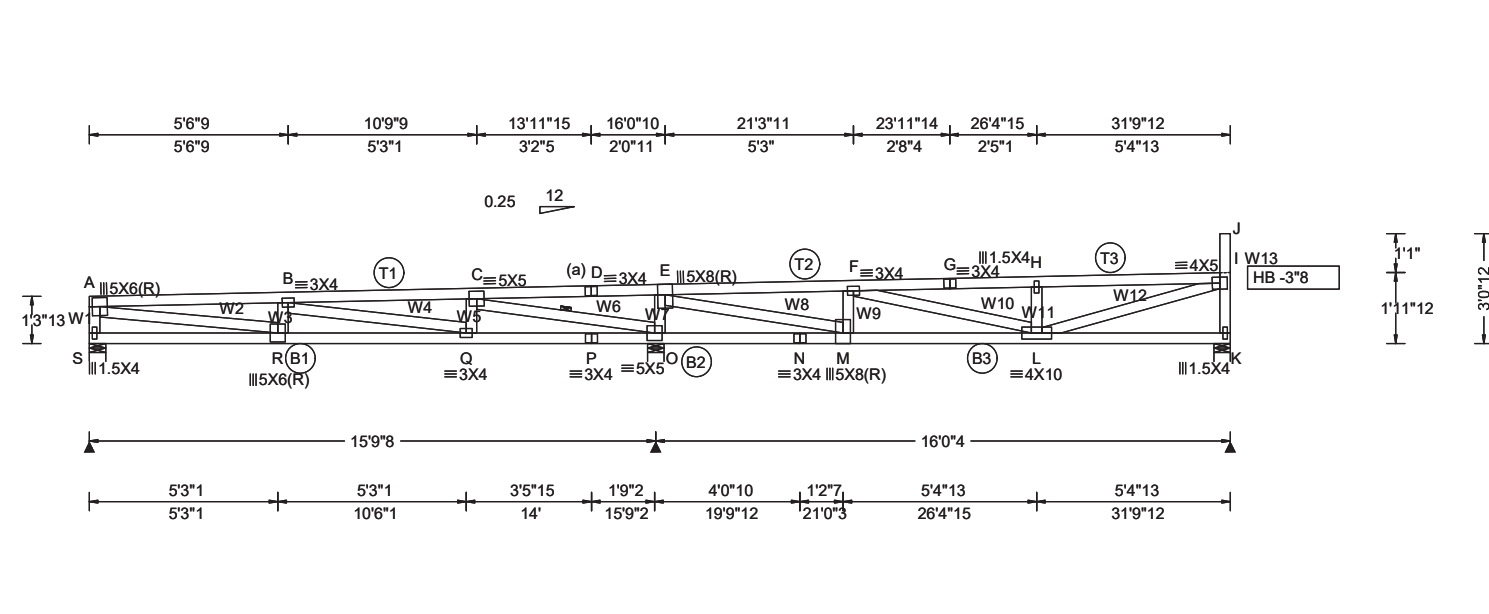 5'6"9 10'9"9 13'11"15 16'0"10 21'3"11 23'11"14 26'4"15 31'9"12
5'6"9 5'3"1 3'2"5 2'0"11 5'3" 2'8"4 2'5"1 5'4"13
0.25 12
J
A B C (a) D E F G H I W13
T1 T2 T3
≡3X4 ≡5X5 ≡3X4 |||5X8(R) ≡3X4 ≡3X4 |||1.5X4 ≡4X5
|||5X6(R)
HB -3"8
1'1"
1'11"12
3'0"12
1'3"13
W2 W3 W4 W5 W6 W7 W8 W9 W10 W11 W12
S R B1 Q P O B2 N M B3 L K
|||1.5X4 |||5X6(R) ≡3X4 ≡3X4 ≡5X5 ≡3X4 |||5X8(R) ≡4X10 |||1.5X4
15'9"8 16'0"4
5'3"1 5'3"1 3'5"15 1'9"2 4'0"10 1'2"7 5'4"13 5'4"13
5'3"1 10'6"1 14' 15'9"2 19'9"12 21'0"3 26'4"15 31'9"12